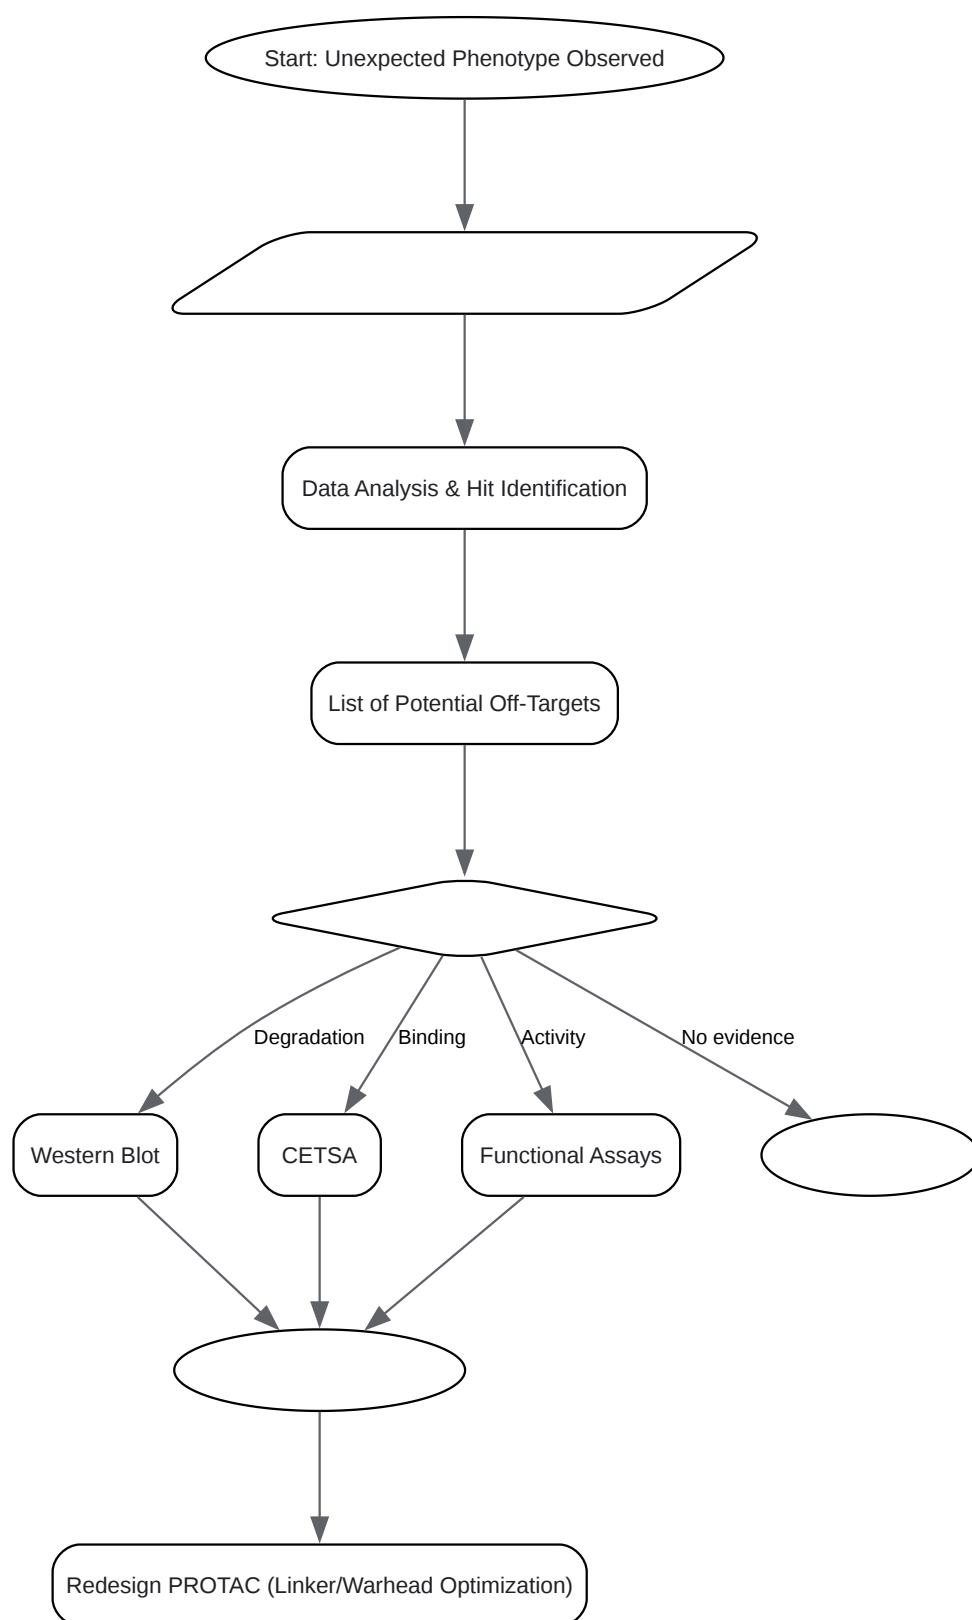 Start: Unexpected Phenotype Observed
Data Analysis & Hit Identification
List of Potential Off-Targets
Degradation
Binding
Activity
No evidence
Western Blot
CETSA
Functional Assays
Redesign PROTAC (Linker/Warhead Optimization)